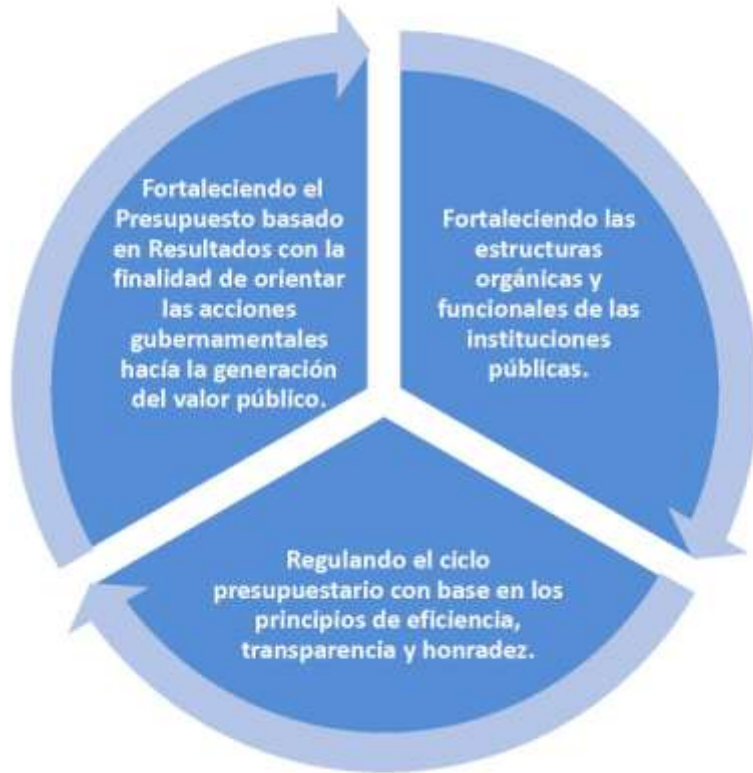 Fortaleciendo el
Presupuesto basado
en Resultados con la
finalidad de orientar
las acciones
gubernamentales
hacía la generación
del valor público.
Fortaleciendo las
estructuras
orgánicas y
funcionales de las
instituciones
públicas.
Regulando el ciclo
presupuestario con base en los
principios de eficiencia,
transparencia y honradez.